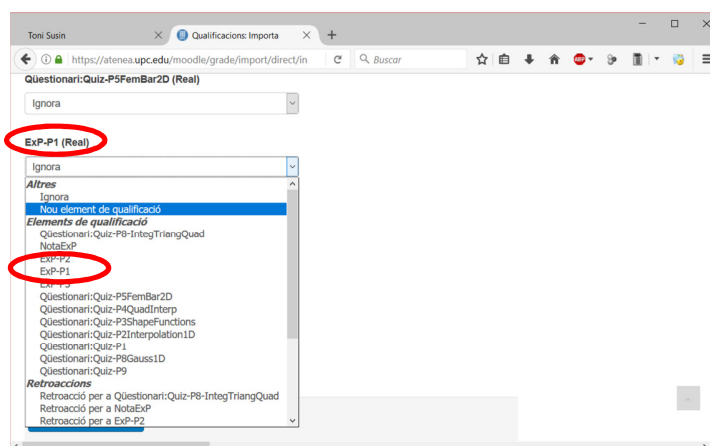 Toni Susin
Qualificacions: Importa
https://atenea.upc.edu/moodle/grade/import/direct/in
Buscar
ABP
Qüestionari:Quiz-P5FemBar2D (Real)
Ignora
ExP-P1 (Real)
Ignora
Altres
Ignora
Nou element de qualificació
Elements de qualificació
Qüestionari:Quiz-P8-IntegTriangQuad
NotaExP
ExP-P2
ExP-P1
ExP-P3
Qüestionari:Quiz-P5FemBar2D
Qüestionari:Quiz-P4QuadInterp
Qüestionari:Quiz-P3ShapeFunctions
Qüestionari:Quiz-P2Interpolation1D
Qüestionari:Quiz-P1
Qüestionari:Quiz-P8Gauss1D
Qüestionari:Quiz-P9
Retroaccions
Retroacció per a Qüestionari:Quiz-P8-IntegTriangQuad
Retroacció per a NotaExP
Retroacció per a ExP-P2